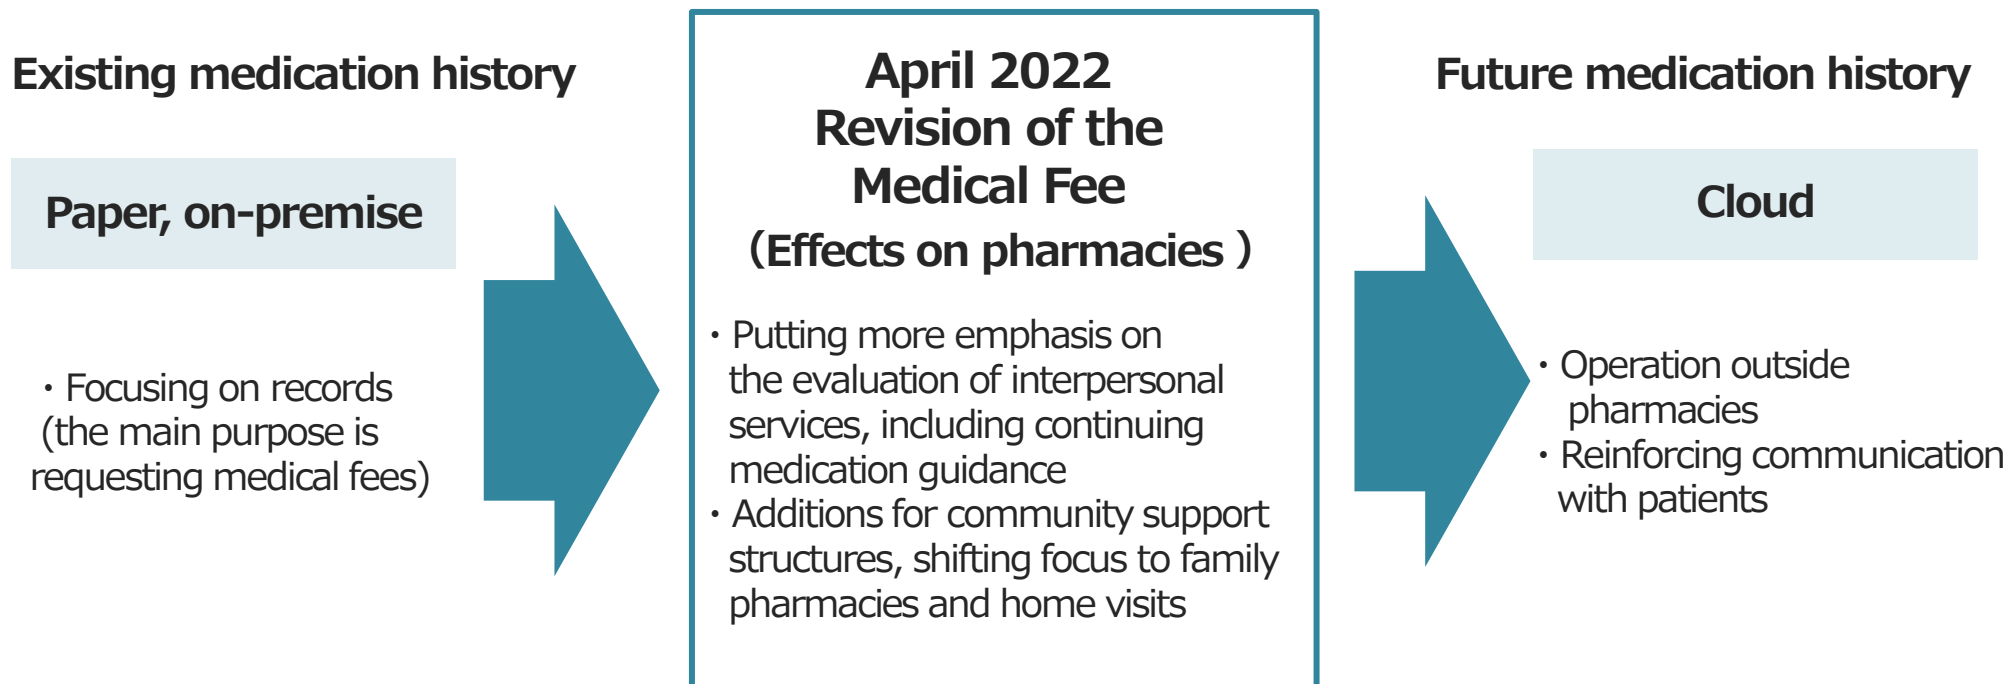 Existing medication history
Paper, on-premise
・Focusing on records
(the main purpose is
requesting medical fees)
April 2022
Revision of the
Medical Fee
（Effects on pharmacies ）
・Putting more emphasis on
the evaluation of interpersonal
services, including continuing
medication guidance
・Additions for community support
structures, shifting focus to family
pharmacies and home visits
Future medication history
Cloud
・Operation outside
pharmacies
・Reinforcing communication
with patients